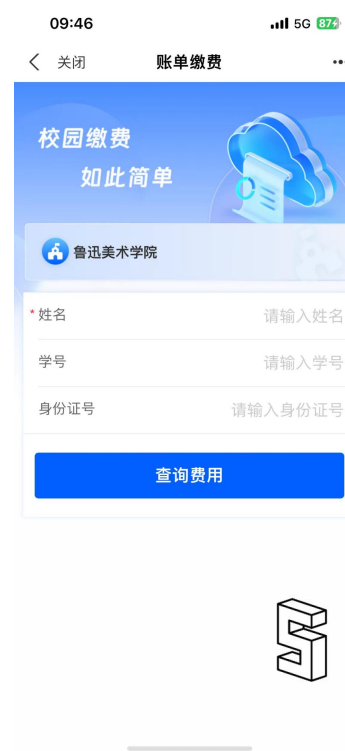 09:46 5G 87
关闭 账单缴费
校园缴费
如此简单
鲁迅美术学院
*姓名 请输入姓名
学号 请输入学号
身份证号 请输入身份证号
查询费用
S